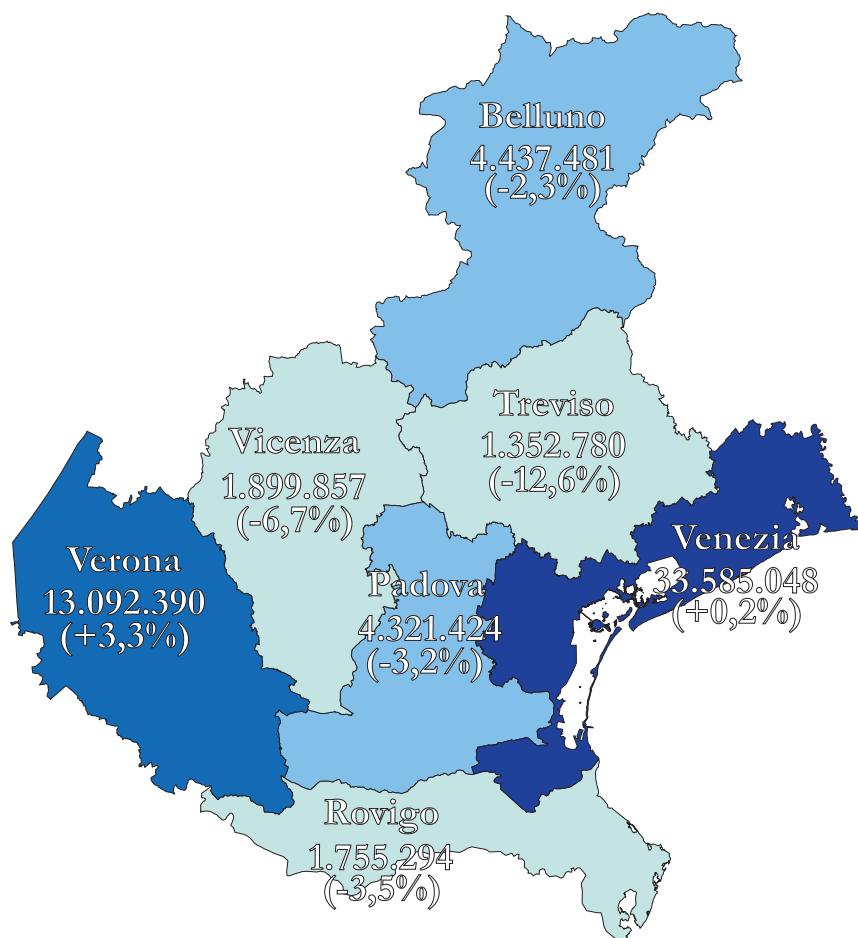 Belluno
4.437.481
(-2,3%)
Treviso
1.352.780
(-12,6%)
Vicenza
1.899.857
(-6,7%)
Venezia
33.585.048
(+0,2%)
Verona
13.092.390
(+3,3%)
Padova
4.321.424
(-3,2%)
Rovigo
1.755.294
(-3,5%)